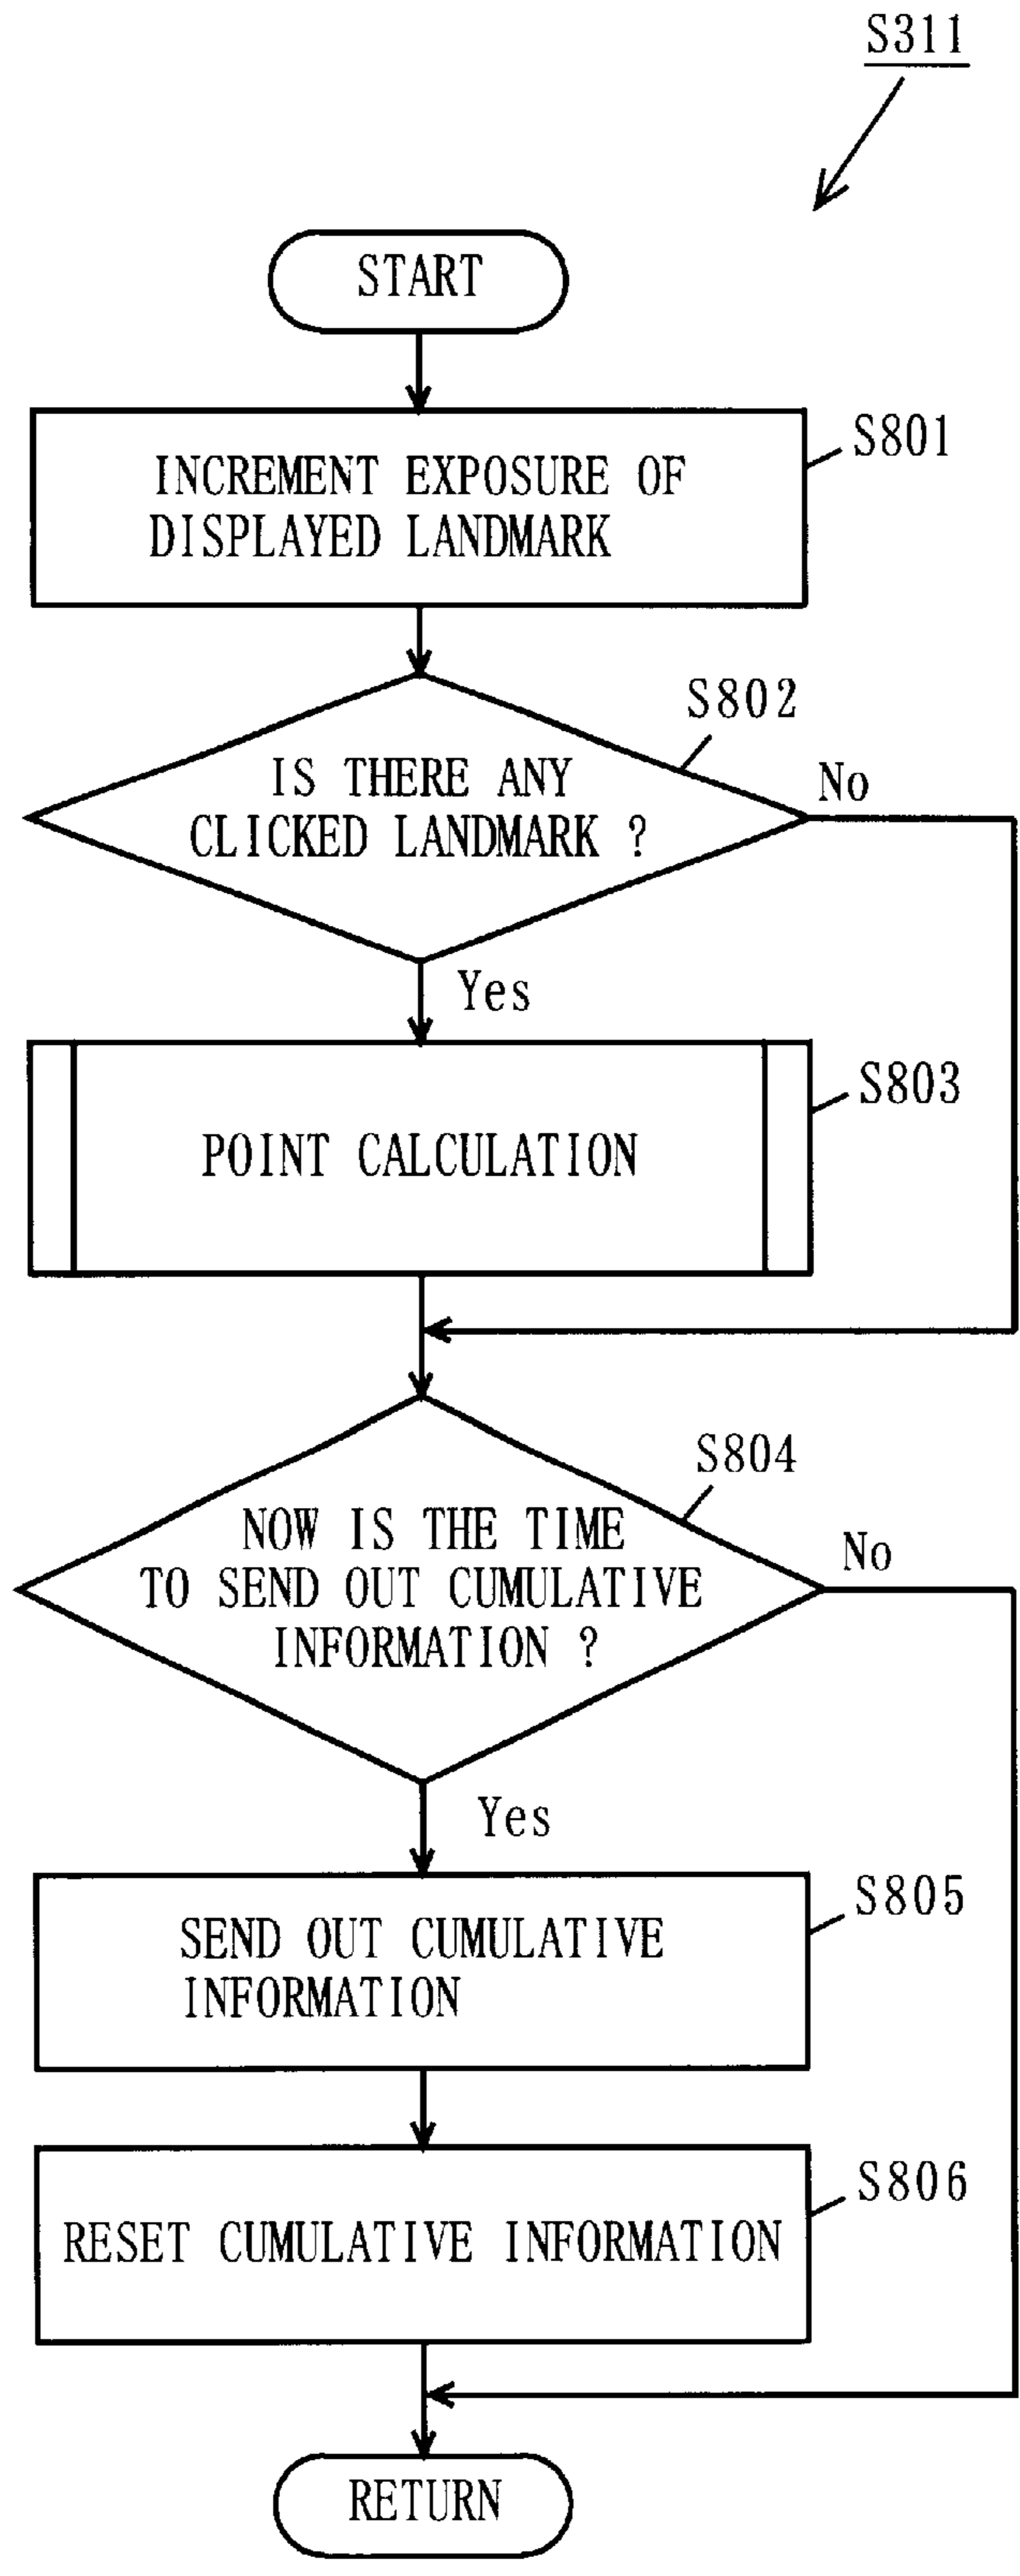 S311
START
S801
INCREMENT EXPOSURE OF
DISPLAYED LANDMARK
S802
IS THERE ANY
CLICKED LANDMARK ?
No
Yes
S803
POINT CALCULATION
S804
NOW IS THE TIME
TO SEND OUT CUMULATIVE
INFORMATION ?
No
Yes
S805
SEND OUT CUMULATIVE
INFORMATION
S806
RESET CUMULATIVE INFORMATION
RETURN